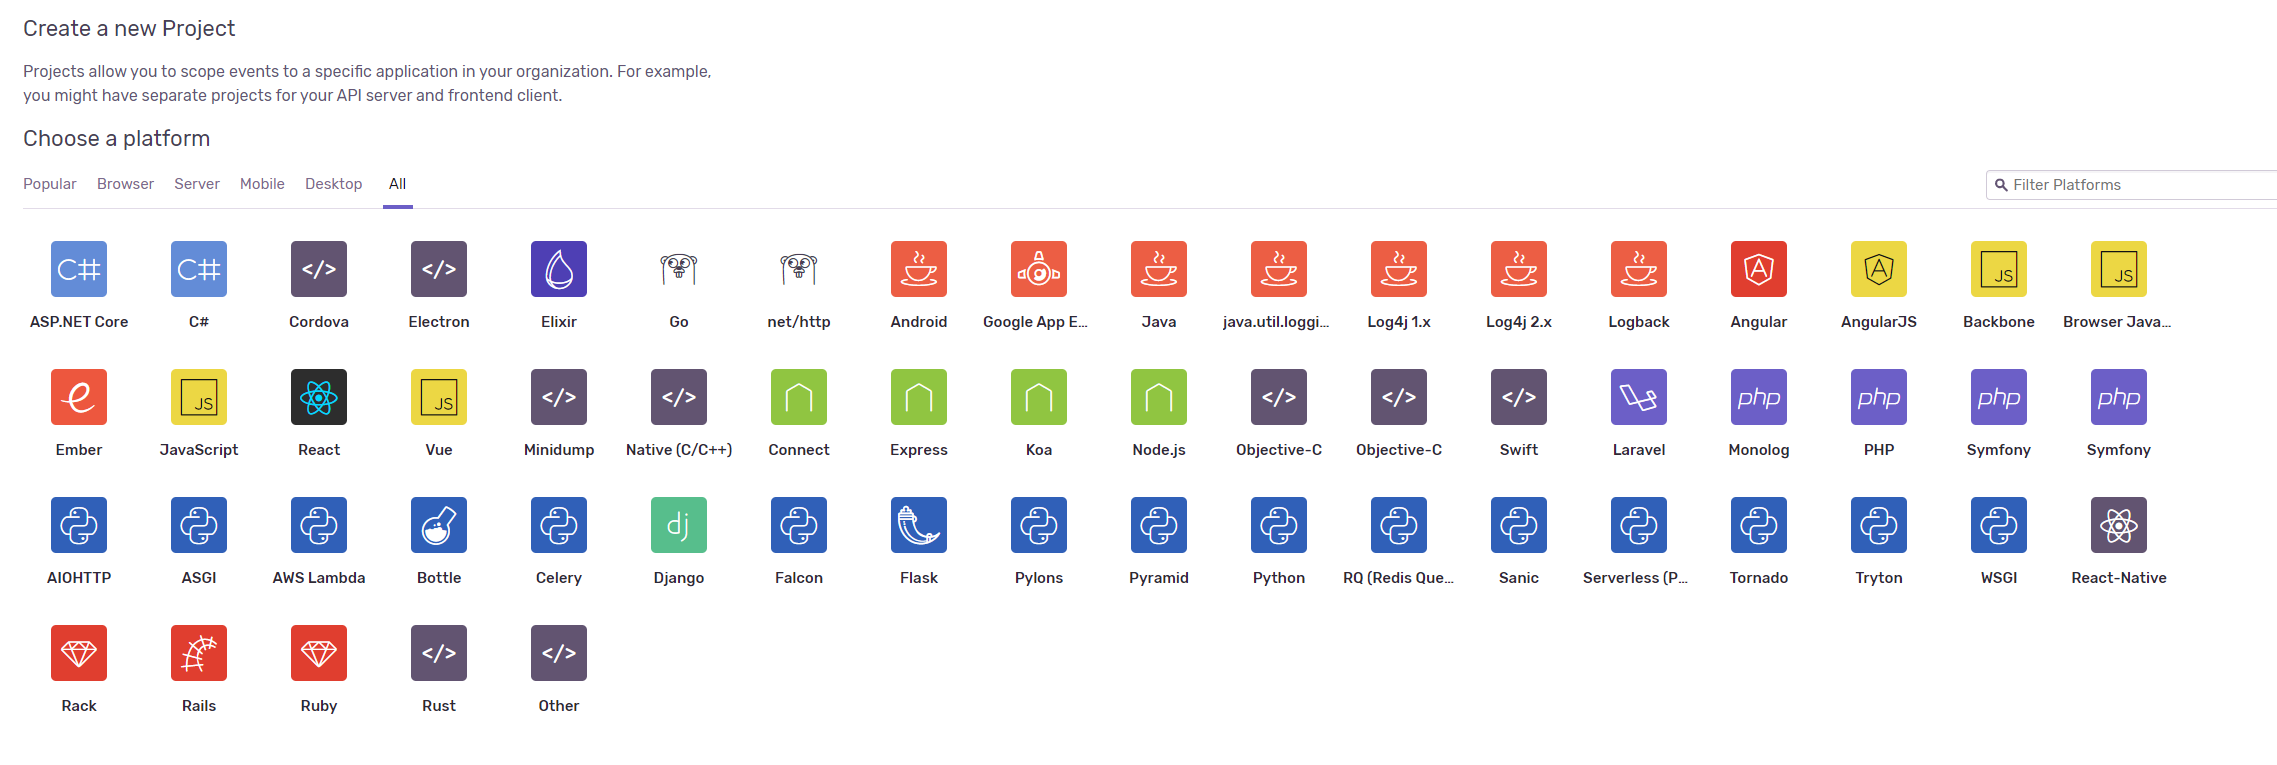 Create a new Project
Projects allow you to scope events to a specific application in your organization. For example,
you might have separate projects for your API server and frontend client.
Choose a platform
Popular Browser Server Mobile Desktop All Filter Platforms
C# C# </> </> JS JS
ASP.NET Core C# Cordova Electron Elixir Go net/http Android Google App E... Java java.util.loggi... Log4j 1.x Log4j 2.x Logback Angular AngularJS Backbone Browser Java...
e JS JS </> </> </> </> </> php php php php
Ember JavaScript React Vue Minidump Native (C/C++) Connect Express Koa Node.js Objective-C Objective-C Swift Laravel Monolog PHP Symfony Symfony
dj
AIOHTTP ASGI AWS Lambda Bottle Celery Django Falcon Flask Pylons Pyramid Python RQ (Redis Que... Sanic Serverless (P... Tornado Tryton WSGI React-Native
</> </>
Rack Rails Ruby Rust Other